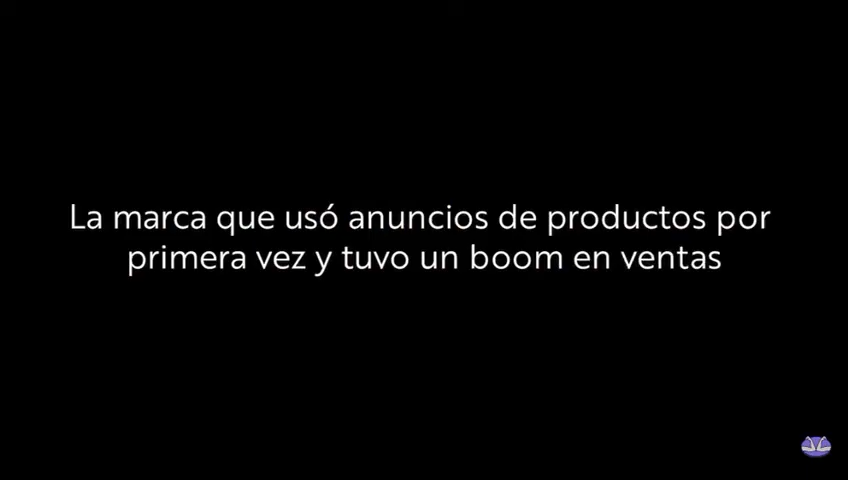 La marca que usó anuncios de productos por
primera vez y tuvo un boom en ventas